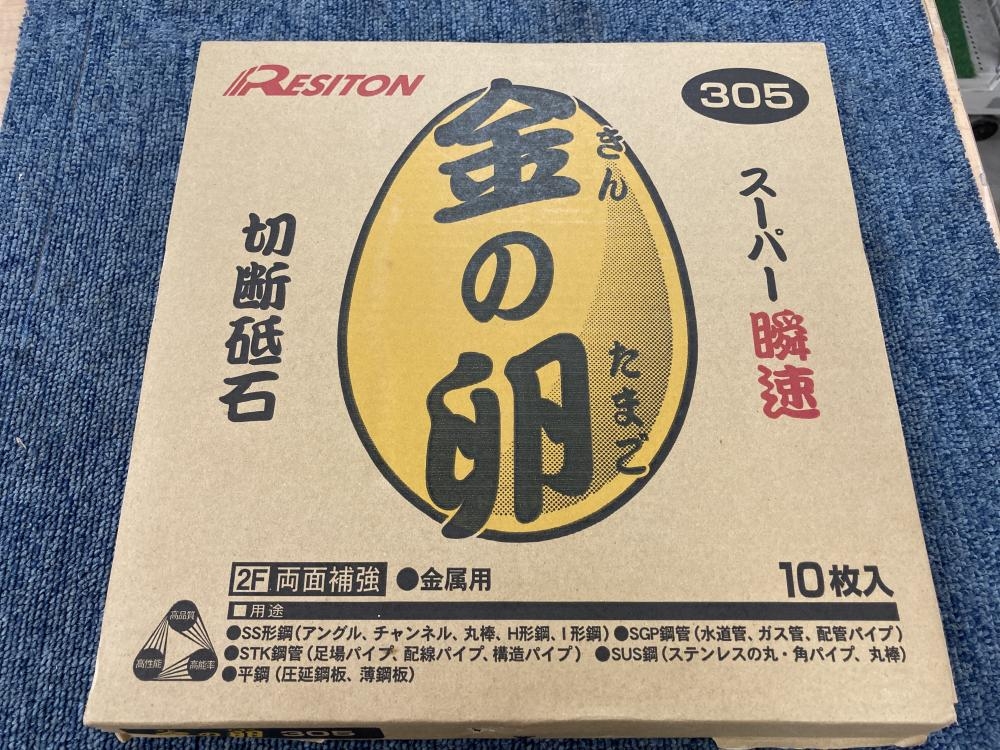 RESITON
305
金の卵
きん
たまご
スーパー瞬速
切断砥石
2F 両面補強 ●金属用
10枚入
□用途
●SS形鋼(アングル、チャンネル、丸棒、H形鋼、I形鋼) ●SGP鋼管(水道管、ガス管、配管パイプ)
●STK鋼管(足場パイプ、配線パイプ、構造パイプ) ●SUS鋼(ステンレスの丸・角パイプ、丸棒)
●平鋼(圧延鋼板、薄鋼板)
高品質
高性能
高能率
金の卵 305